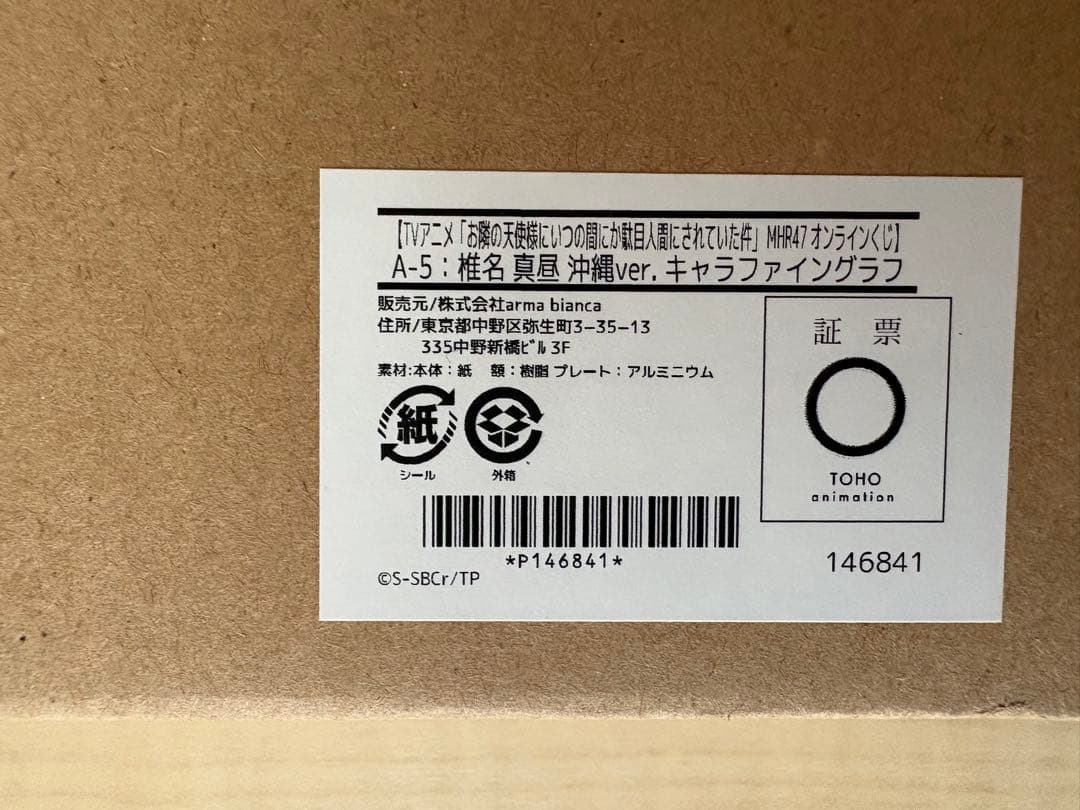 【TVアニメ「お隣の天使様にいつの間にか駄目人間にされていた件」MHR47 オンラインくじ】
A-5：椎名 真昼 沖縄ver. キャラファイングラフ
販売元/株式会社arma bianca
住所/東京都中野区弥生町3-35-13
335中野新橋ﾋﾞﾙ 3F
素材:本体：紙　額：樹脂 プレート：アルミニウム
紙
シール
外箱
*P146841*
©S-SBCr/TP
証 票
TOHO
animation
146841